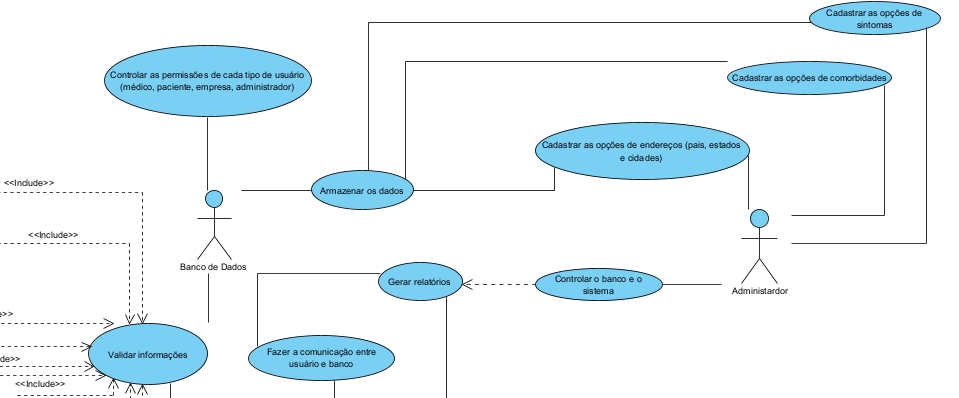 Cadastrar as opções de
sintomas
Controlar as permissões de cada tipo de usuário
(médico, paciente, empresa, administrador)
Cadastrar as opções de comorbidades
Cadastrar as opções de endereços (pais, estados
e cidades)
<<Include>>
Armazenar os dados
<<Include>>
Banco de Dados
Gerar relatórios
Controlar o banco e o
sistema
Administardor
e>>
Validar informações
Fazer a comunicação entre
usuário e banco
de>>
<<Include>>